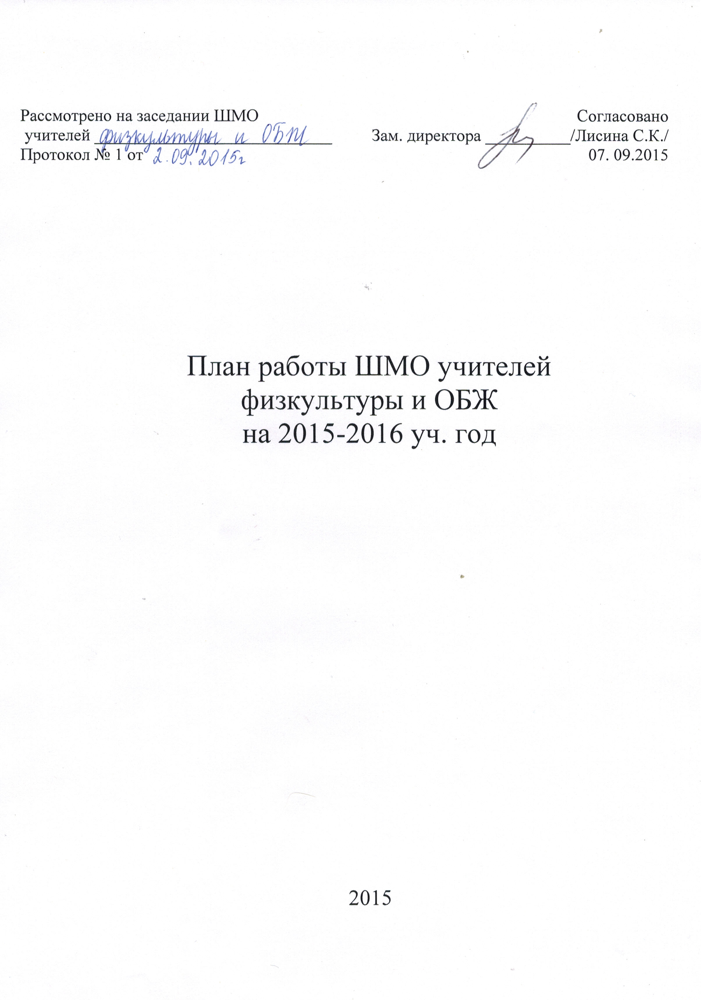 Рассмотрено на заседании ШМО
учителей физкультуры и ОБЖ
Протокол № 1 от 2.09.2015г
Согласовано
Зам. директора __________/Лисина С.К./
07. 09.2015
План работы ШМО учителей
физкультуры и ОБЖ
на 2015-2016 уч. год
2015